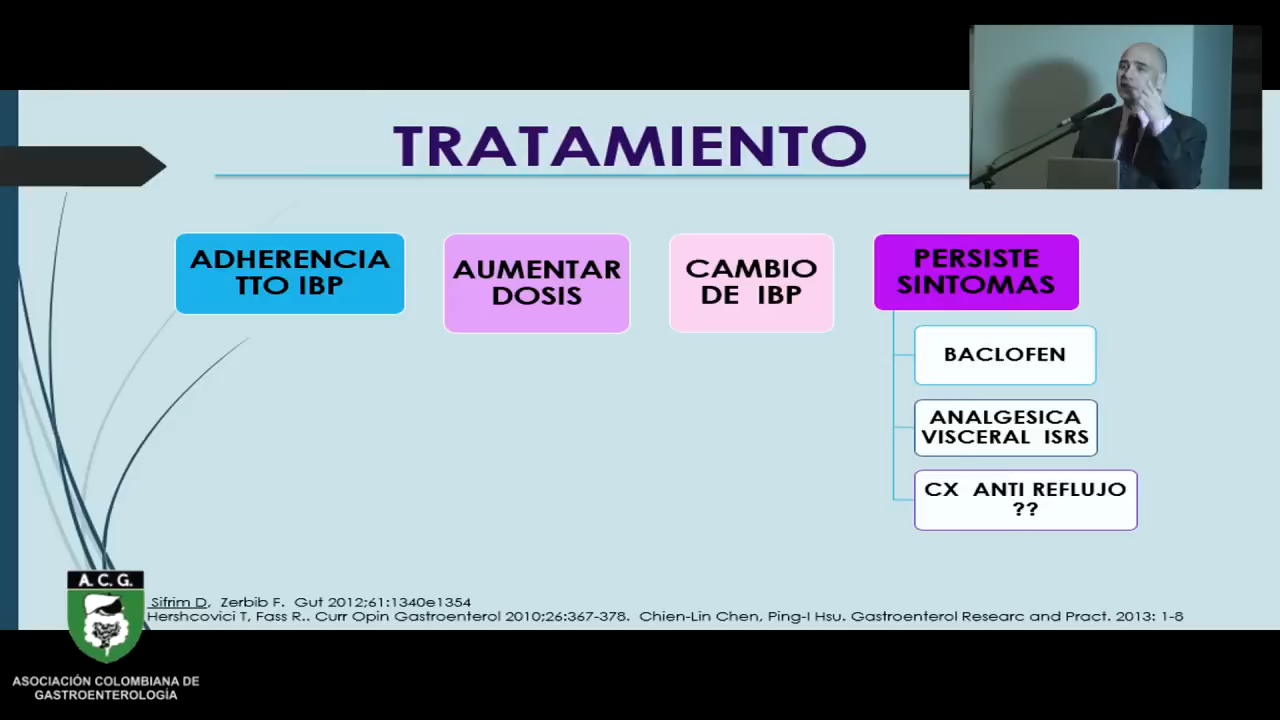 TRATAMIENTO
ADHERENCIA
TTO IBP
AUMENTAR
DOSIS
CAMBIO
DE IBP
PERSISTE
SINTOMAS
BACLOFEN
ANALGESICA
VISCERAL ISRS
CX ANTI REFLUJO
??
Sifrim D, Zerbib F. Gut 2012;61:1340e1354
Hershcovici T, Fass R.. Curr Opin Gastroenterol 2010;26:367-378. Chien-Lin Chen, Ping-I Hsu. Gastroenterol Researc and Pract. 2013: 1-8
A. C. G.
ASOCIACIÓN COLOMBIANA DE
GASTROENTEROLOGÍA